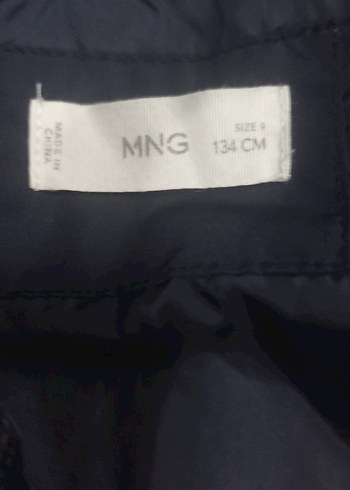 MADE IN
CHINA
MNG
SIZE 9
134 CM